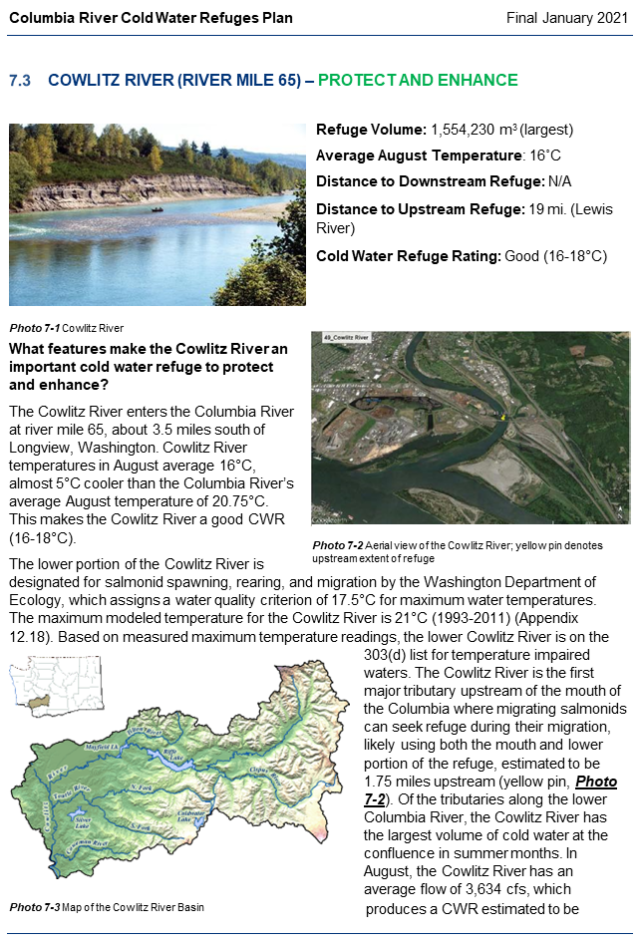 Columbia River Cold Water Refuges Plan Final January 2021
7.3 COWLITZ RIVER (RIVER MILE 65) – PROTECT AND ENHANCE
Refuge Volume: 1,554,230 m³ (largest)
Average August Temperature: 16˚C
Distance to Downstream Refuge: N/A
Distance to Upstream Refuge: 19 mi. (Lewis
River)
Cold Water Refuge Rating: Good (16-18°C)
Photo 7-1 Cowlitz River
What features make the Cowlitz River an
important cold water refuge to protect
and enhance?
The Cowlitz River enters the Columbia River
at river mile 65, about 3.5 miles south of
Longview, Washington. Cowlitz River
temperatures in August average 16°C,
almost 5°C cooler than the Columbia River's
average August temperature of 20.75°C.
This makes the Cowlitz River a good CWR
(16-18°C).
49_Cowlitz River
Google Earth
N
Photo 7-2 Aerial view of the Cowlitz River; yellow pin denotes
upstream extent of refuge
The lower portion of the Cowlitz River is
designated for salmonid spawning, rearing, and migration by the Washington Department of
Ecology, which assigns a water quality criterion of 17.5°C for maximum water temperatures.
The maximum modeled temperature for the Cowlitz River is 21°C (1993-2011) (Appendix
12.18). Based on measured maximum temperature readings, the lower Cowlitz River is on the
303(d) list for temperature impaired
waters. The Cowlitz River is the first
major tributary upstream of the mouth of
the Columbia where migrating salmonids
can seek refuge during their migration,
likely using both the mouth and lower
portion of the refuge, estimated to be
1.75 miles upstream (yellow pin, Photo
7-2). Of the tributaries along the lower
Columbia River, the Cowlitz River has
the largest volume of cold water at the
confluence in summer months. In
August, the Cowlitz River has an
average flow of 3,634 cfs, which
produces a CWR estimated to be
Mayfield Lk
Riffe
Lake
Cowlitz
River
Toutle River
N. Fork
S. Fork
Silver
Lake
Coldwater
Lake
Coweeman River
Photo 7-3 Map of the Cowlitz River Basin